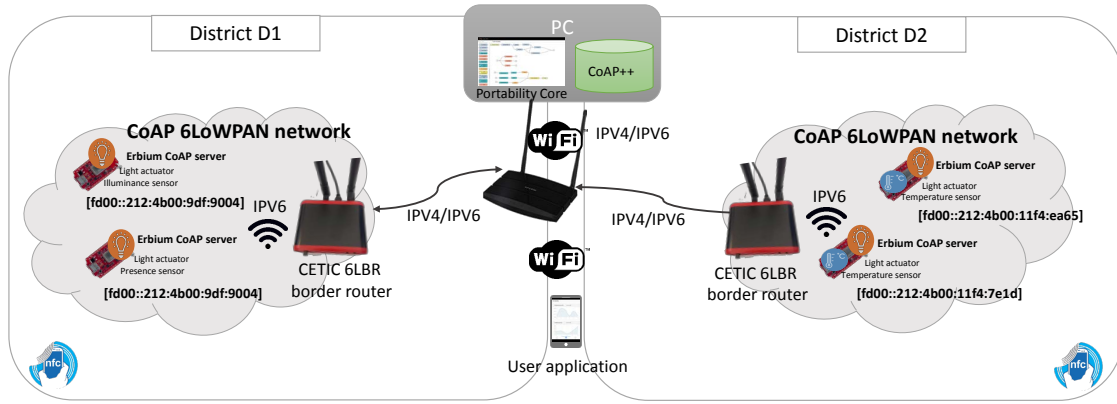 District D1
PC
District D2
CoAP++
Portability Core
CoAP 6LoWPAN network
Erbium CoAP server
Light actuator
Illuminance sensor
[fd00::212:4b00:9df:9004]
Erbium CoAP server
Light actuator
Presence sensor
[fd00::212:4b00:9df:9004]
IPV6
CETIC 6LBR
border router
IPV4/IPV6
WiFi™
IPV4/IPV6
IPV4/IPV6
WiFi™
User application
CoAP 6LoWPAN network
IPV6
CETIC 6LBR
border router
°C
Erbium CoAP server
Light actuator
Temperature sensor
[fd00::212:4b00:11f4:ea65]
°C
Erbium CoAP server
Light actuator
Temperature sensor
[fd00::212:4b00:11f4:7e1d]
nfc
nfc